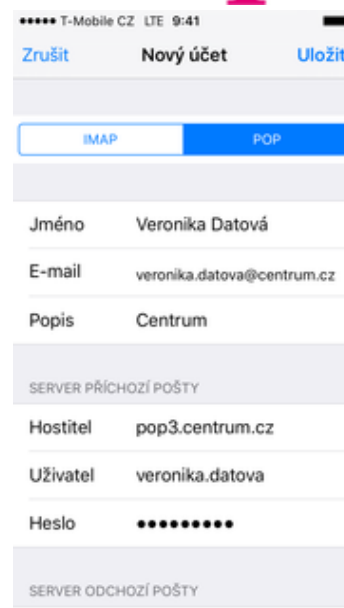 T-Mobile CZ LTE 9:41
Zrušit Nový účet Uložit
IMAP POP
Jméno Veronika Datová
E-mail veronika.datova@centrum.cz
Popis Centrum
SERVER PŘÍCHOZÍ POŠTY
Hostitel pop3.centrum.cz
Uživatel veronika.datova
Heslo •••••••••
SERVER ODCHOZÍ POŠTY